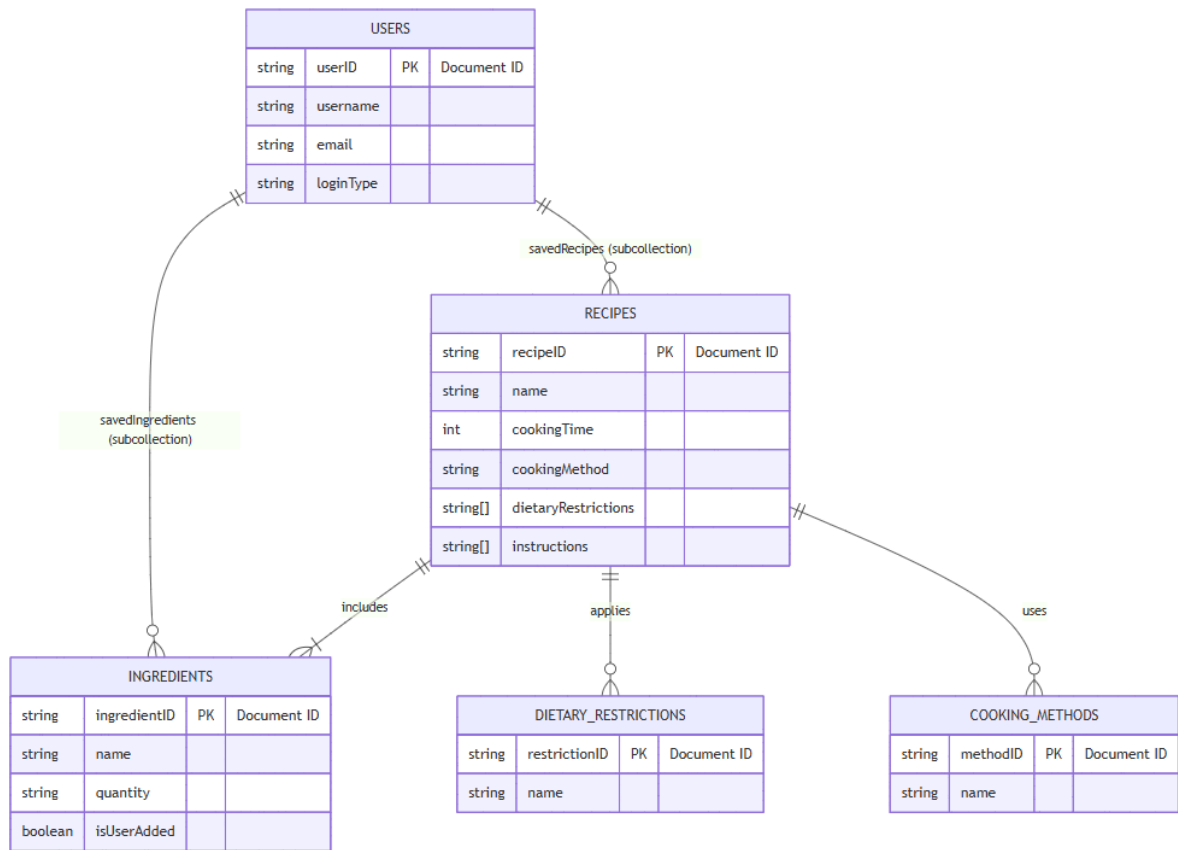 USERS
string userID PK Document ID
string username
string email
string loginType
savedRecipes (subcollection)
RECIPES
string recipeID PK Document ID
string name
int cookingTime
string cookingMethod
string[] dietaryRestrictions
string[] instructions
savedIngredients
(subcollection)
includes
applies
uses
INGREDIENTS
string ingredientID PK Document ID
string name
string quantity
boolean isUserAdded
DIETARY_RESTRICTIONS
string restrictionID PK Document ID
string name
COOKING_METHODS
string methodID PK Document ID
string name